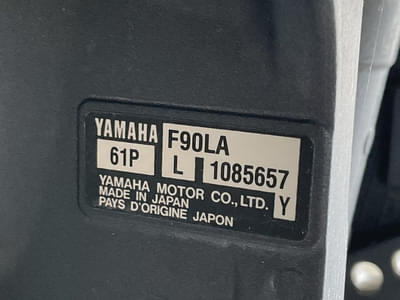 YAMAHA F90LA
61P L 1085657
YAMAHA MOTOR CO., LTD. Y
MADE IN JAPAN
PAYS D'ORIGINE JAPON